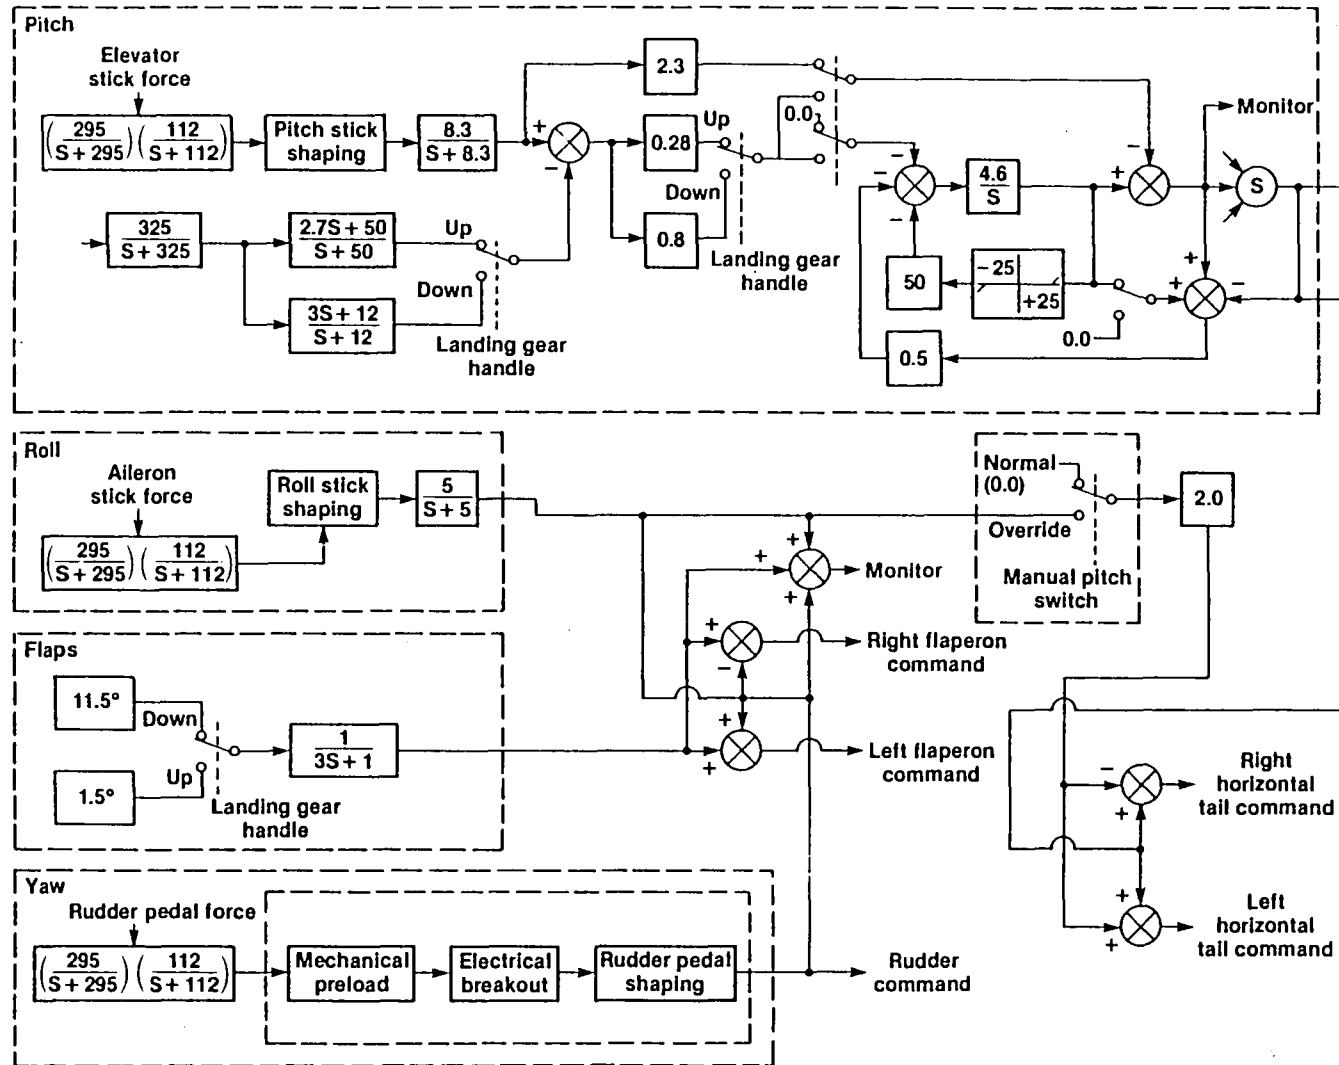 Pitch
Elevator
stick force
(295 / S + 295) (112 / S + 112)
Pitch stick
shaping
8.3 / S + 8.3
+
−
325 / S + 325
2.7S + 50 / S + 50
Up
Down
3S + 12 / S + 12
Landing gear
handle
2.3
0.28
Up
Down
0.8
Landing gear
handle
0.0
−
−
−
4.6 / S
50
− 25
+25
0.5
0.0
−
+
Monitor
S
+
+
−
Roll
Aileron
stick force
(295 / S + 295) (112 / S + 112)
Roll stick
shaping
5 / S + 5
Normal
(0.0)
Override
Manual pitch
switch
2.0
+
+
+
Monitor
Flaps
11.5°
Down
1.5°
Up
Landing gear
handle
1 / 3S + 1
+
−
Right flaperon
command
+
+
Left flaperon
command
−
+
Right
horizontal
tail command
+
+
Left
horizontal
tail command
Yaw
Rudder pedal force
(295 / S + 295) (112 / S + 112)
Mechanical
preload
Electrical
breakout
Rudder pedal
shaping
Rudder
command